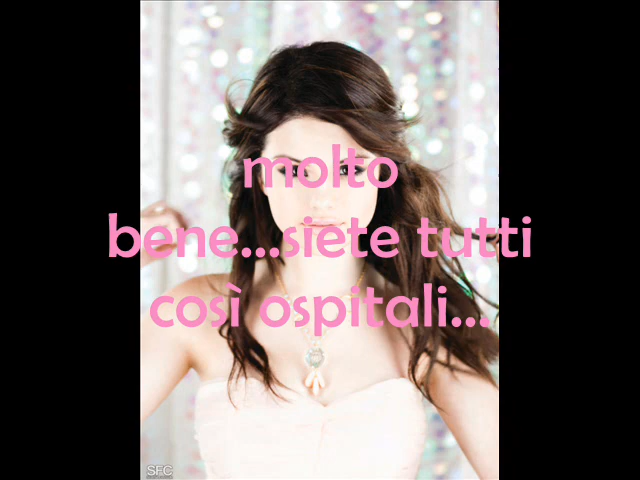 molto
bene...siete tutti
così ospitali...
SFC